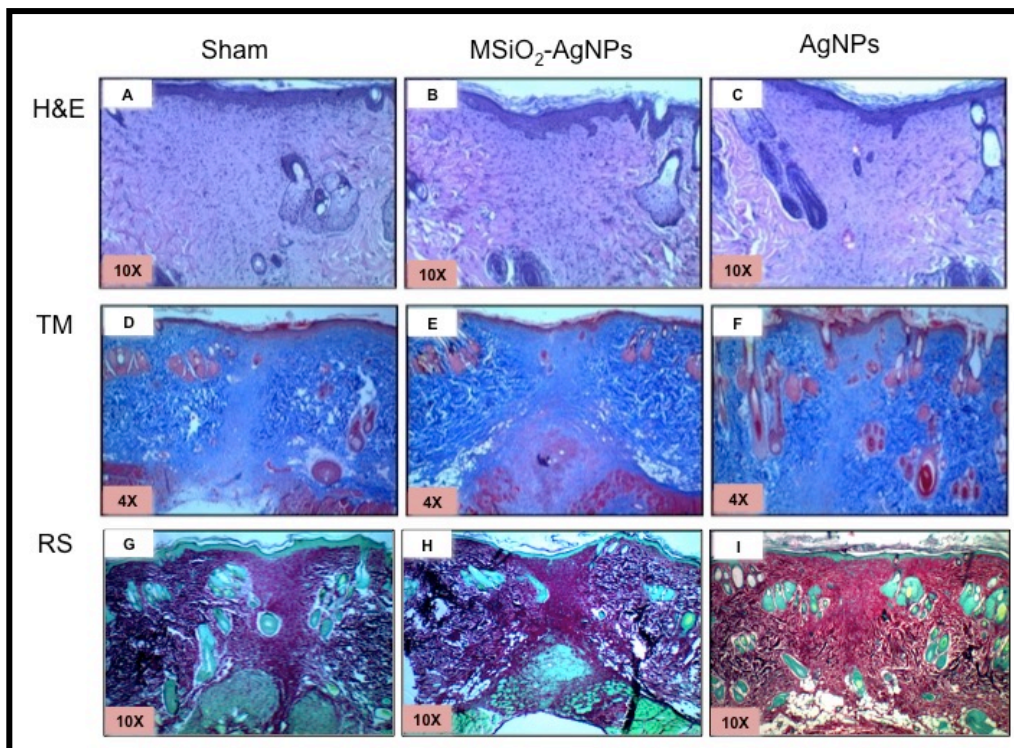 Sham MSiO₂-AgNPs AgNPs
H&E
A B C
10X 10X 10X
TM
D E F
4X 4X 4X
RS
G H I
10X 10X 10X